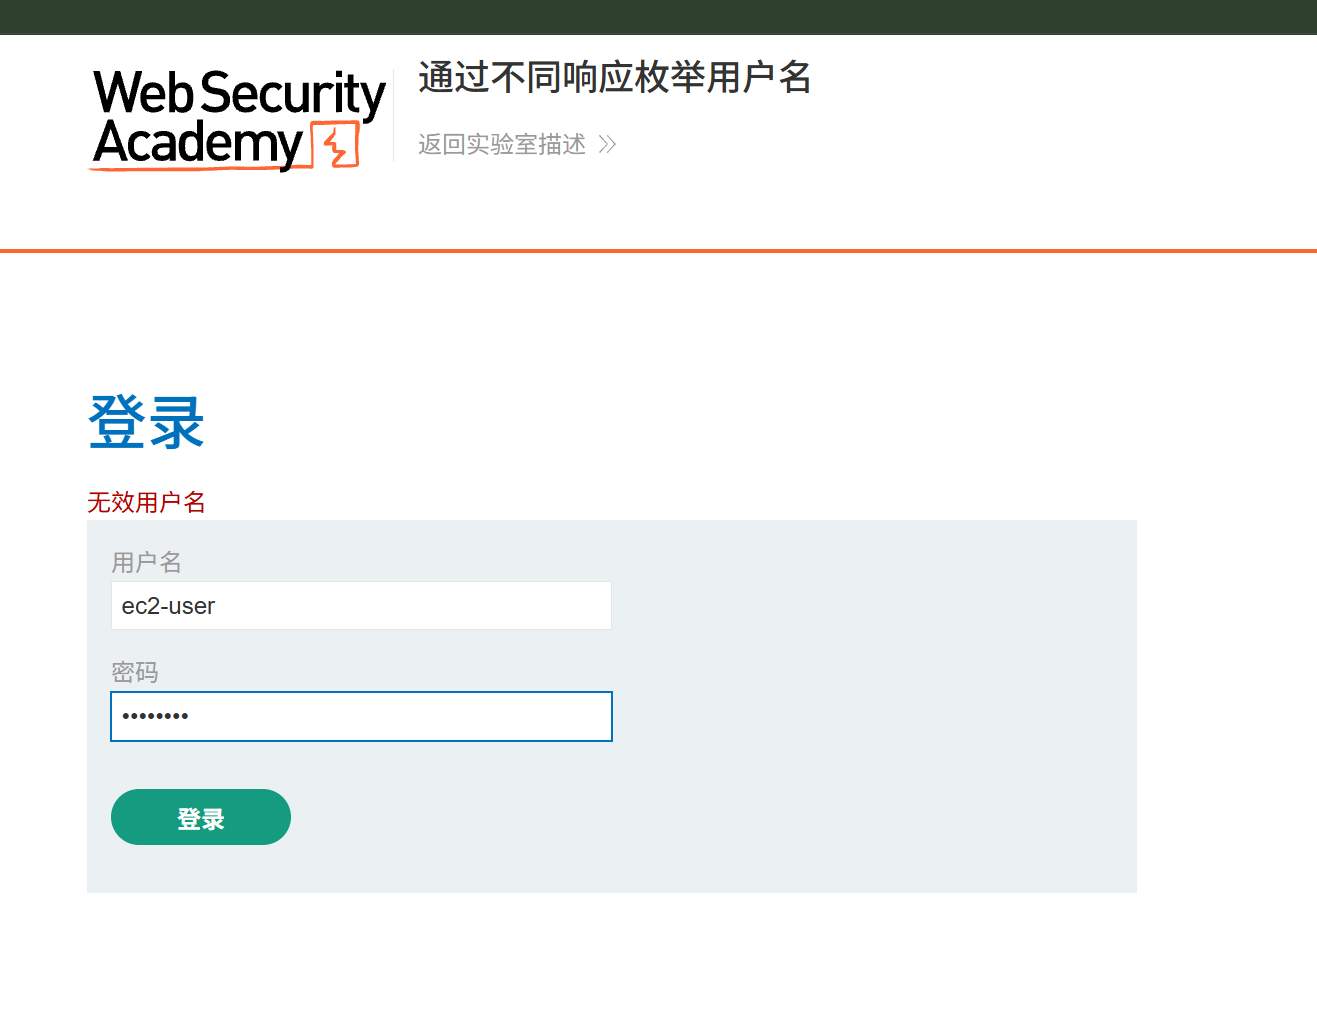 Web Security
Academy
通过不同响应枚举用户名
返回实验室描述
登录
无效用户名
用户名
ec2-user
密码
••••••••
登录